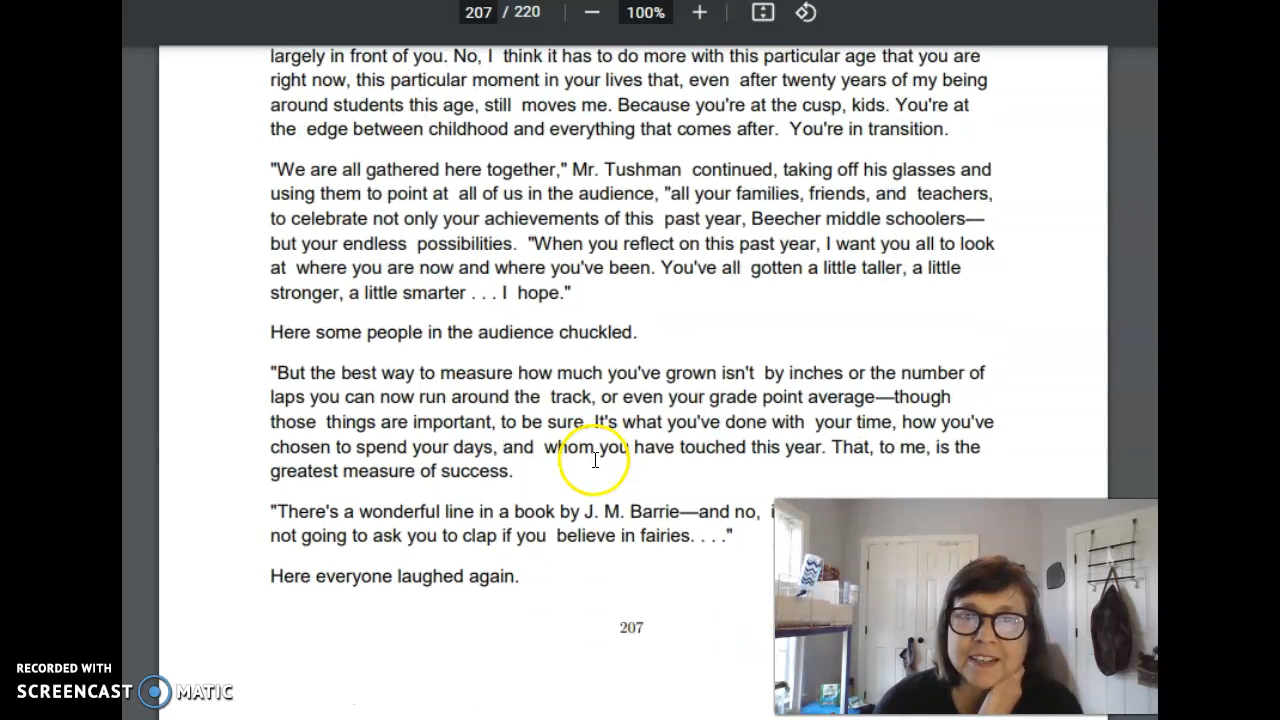 207 / 220 100%
largely in front of you. No, I think it has to do more with this particular age that you are
right now, this particular moment in your lives that, even after twenty years of my being
around students this age, still moves me. Because you're at the cusp, kids. You're at
the edge between childhood and everything that comes after. You're in transition.
"We are all gathered here together," Mr. Tushman continued, taking off his glasses and
using them to point at all of us in the audience, "all your families, friends, and teachers,
to celebrate not only your achievements of this past year, Beecher middle schoolers—
but your endless possibilities. "When you reflect on this past year, I want you all to look
at where you are now and where you've been. You've all gotten a little taller, a little
stronger, a little smarter . . . I hope."
Here some people in the audience chuckled.
"But the best way to measure how much you've grown isn't by inches or the number of
laps you can now run around the track, or even your grade point average—though
those things are important, to be sure. It's what you've done with your time, how you've
chosen to spend your days, and whom you have touched this year. That, to me, is the
greatest measure of success.
"There's a wonderful line in a book by J. M. Barrie—and no,
not going to ask you to clap if you believe in fairies. . . ."
Here everyone laughed again.
207
RECORDED WITH
SCREENCAST MATIC